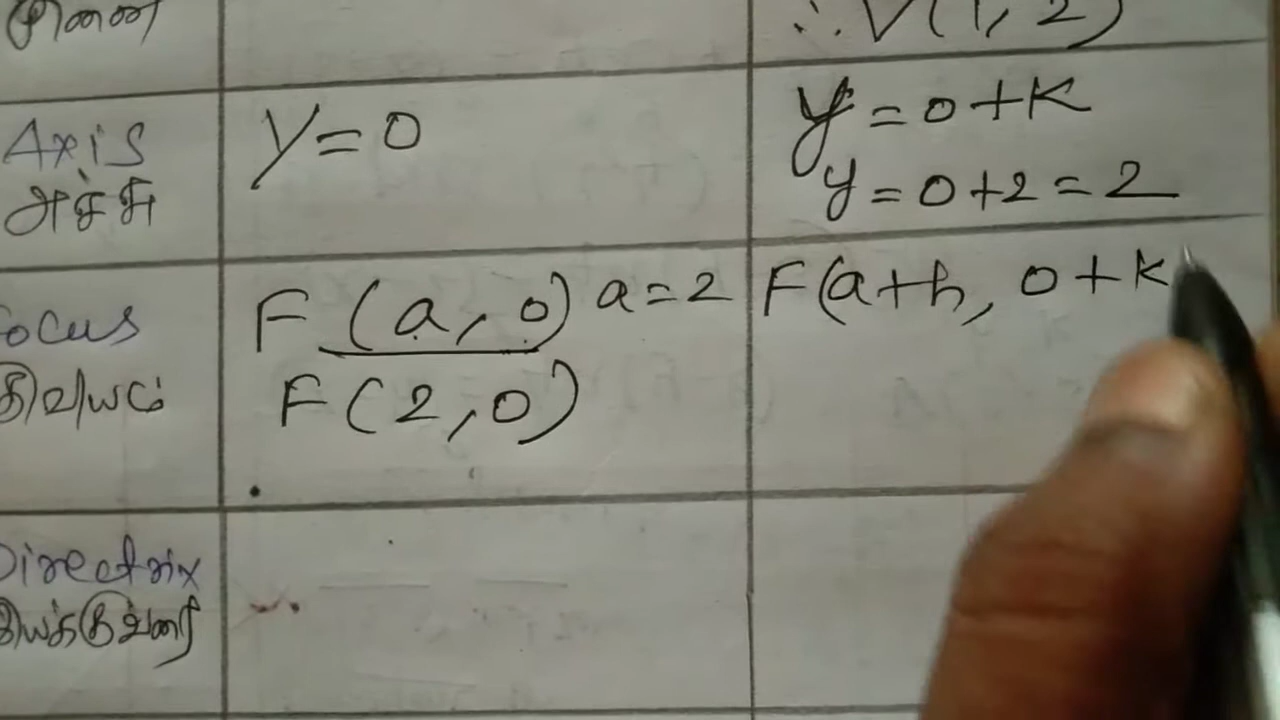 முனை ∴ V(1, 2)
Axis y = 0 y = 0 + k
அச்சு y = 0 + 2 = 2
Focus F (a, 0) a = 2 F(a + h, 0 + k
குவியம் F (2, 0)
Directrix
இயக்குவரை